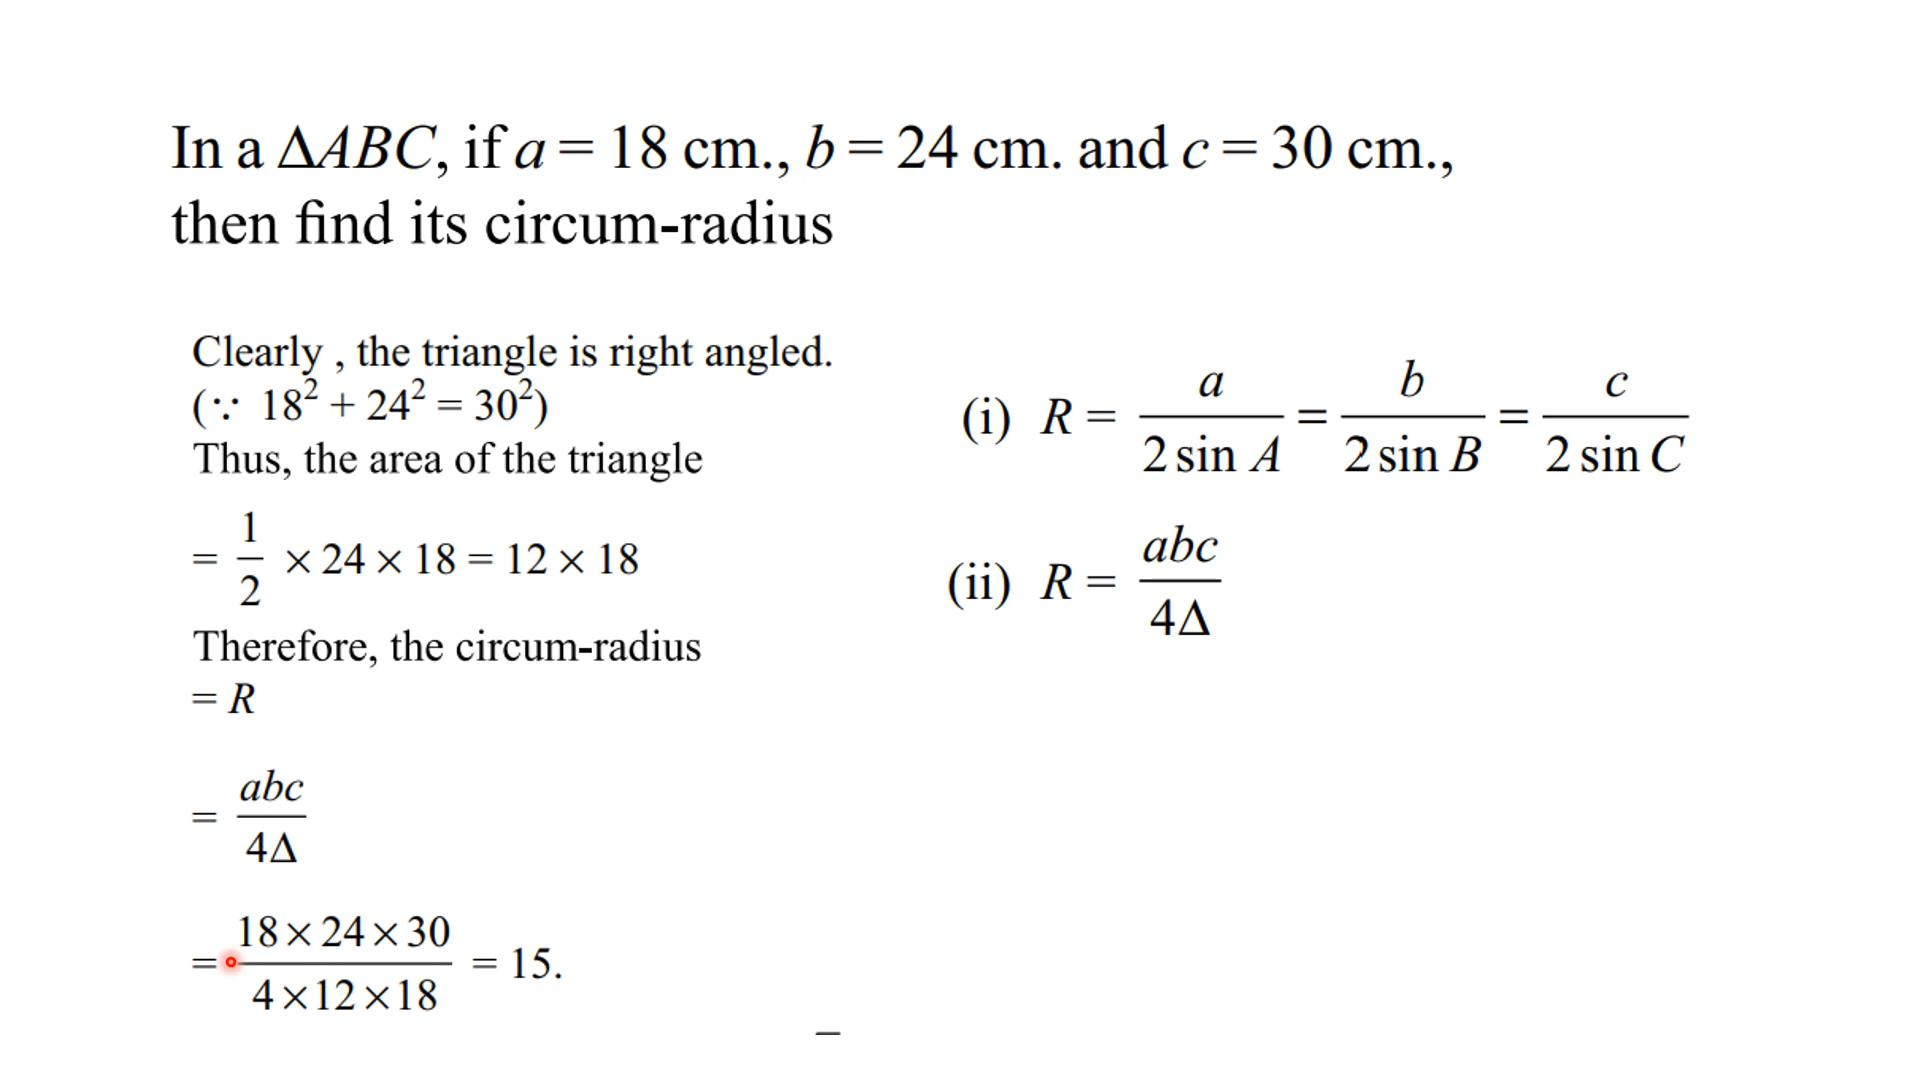 In a ΔABC, if a = 18 cm., b = 24 cm. and c = 30 cm.,
then find its circum-radius
Clearly , the triangle is right angled.
(∵ 18² + 24² = 30²)
Thus, the area of the triangle
= 1/2 × 24 × 18 = 12 × 18
Therefore, the circum-radius
= R
= abc/4Δ
= 18×24×30/4×12×18 = 15.
(i) R = a/2 sin A = b/2 sin B = c/2 sin C
(ii) R = abc/4Δ